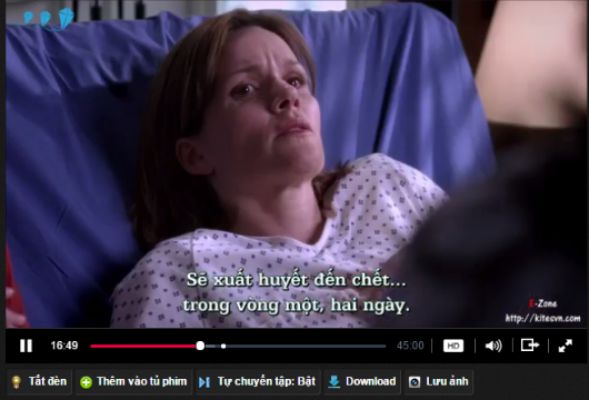 Sẽ xuất huyết đến chết...
trong vòng một, hai ngày.
K-Zone
http://kitesvn.com
16:49
45:00
HD
Tắt đèn
Thêm vào tủ phim
Tự chuyển tập: Bật
Download
Lưu ảnh